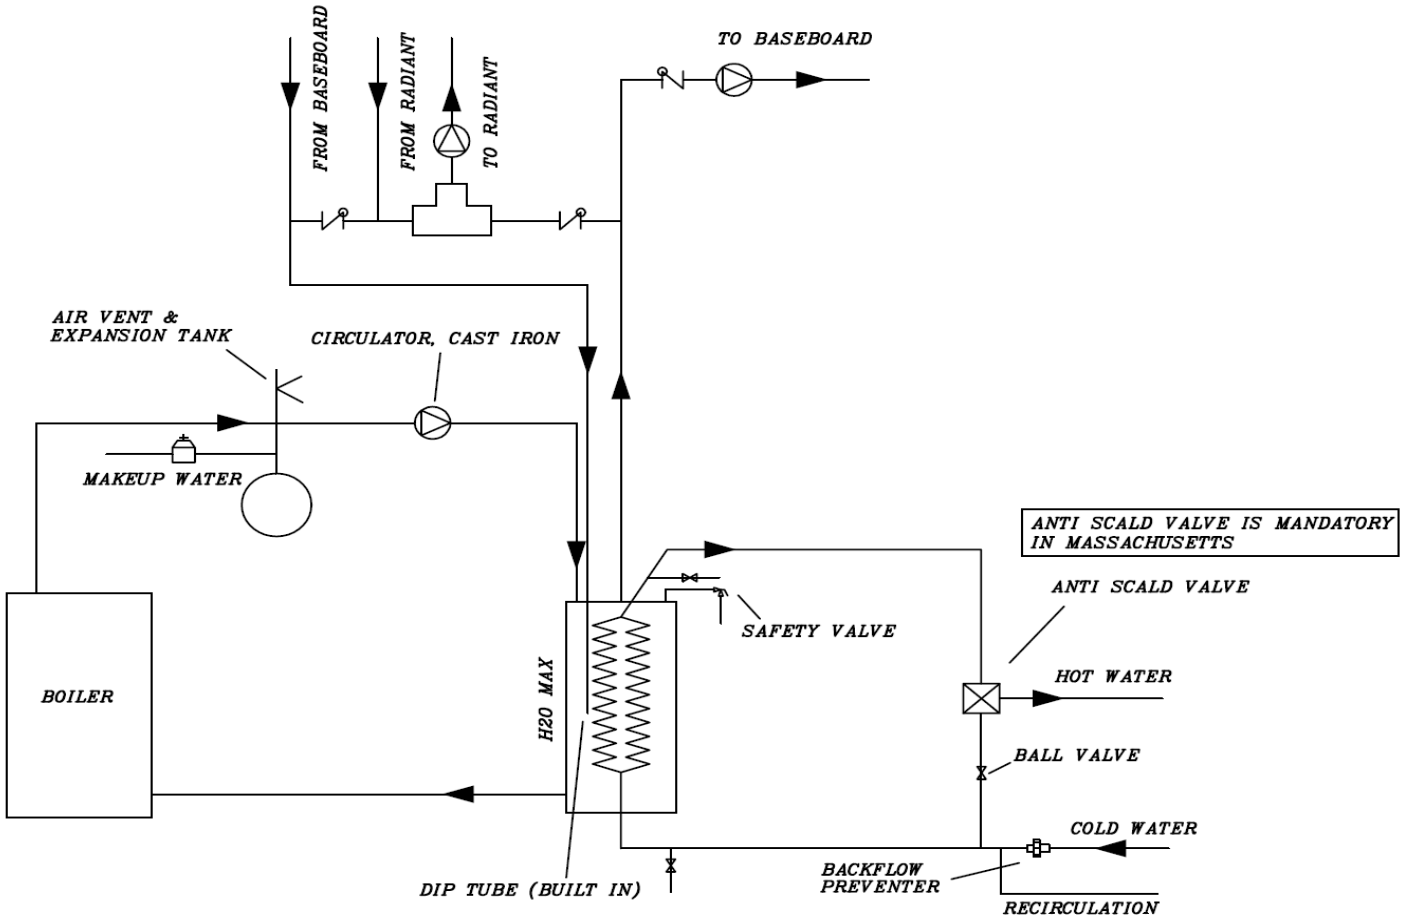 TO BASEBOARD
FROM BASEBOARD
FROM RADIANT
TO RADIANT
AIR VENT &
EXPANSION TANK
CIRCULATOR, CAST IRON
MAKEUP WATER
ANTI SCALD VALVE IS MANDATORY
IN MASSACHUSETTS
ANTI SCALD VALVE
SAFETY VALVE
HOT WATER
BOILER
H2O MAX
BALL VALVE
COLD WATER
BACKFLOW
PREVENTER
DIP TUBE (BUILT IN)
RECIRCULATION